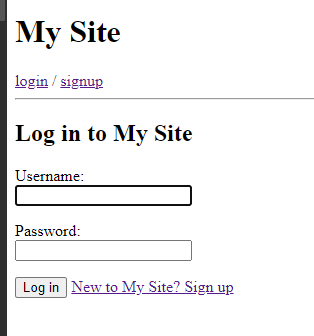 My Site
login / signup
Log in to My Site
Username:
Password:
Log in New to My Site? Sign up